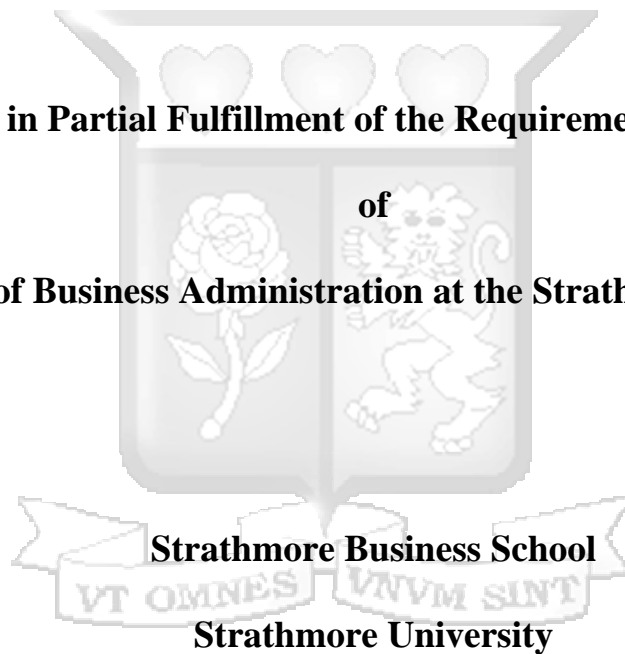 in Partial Fulfillment of the Requireme
of
of Business Administration at the Strath
Strathmore Business School
VT OMNES VNVM SINT
Strathmore University